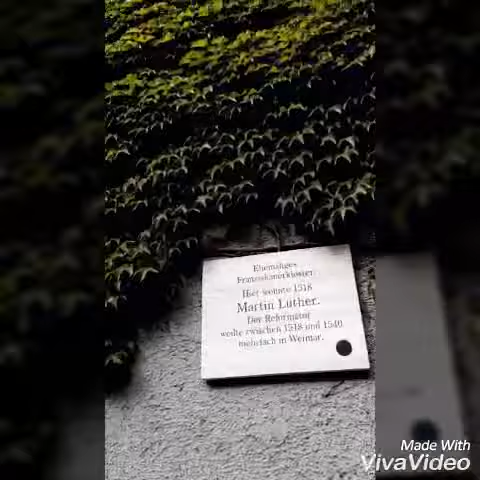 Ehemaliges
Franziskanerkloster.
Hier wohnte 1518
Martin Luther.
Der Reformator
weilte zwischen 1518 und 1540
mehrfach in Weimar.
Made With
VivaVideo